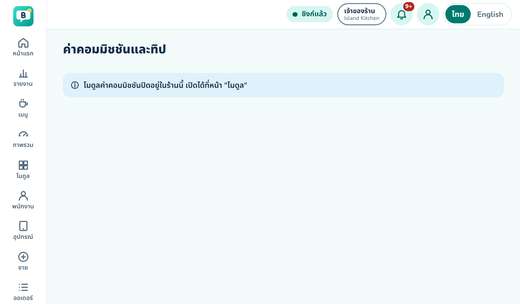 B
ซิงก์แล้ว
เจ้าของร้าน
Island Kitchen
9+
ไทย
English
หน้าแรก
รายงาน
เมนู
ภาพรวม
โมดูล
พนักงาน
อุปกรณ์
ขาย
ออเดอร์
ค่าคอมมิชชันและทิป
โมดูลค่าคอมมิชชันปิดอยู่ในร้านนี้ เปิดได้ที่หน้า "โมดูล"